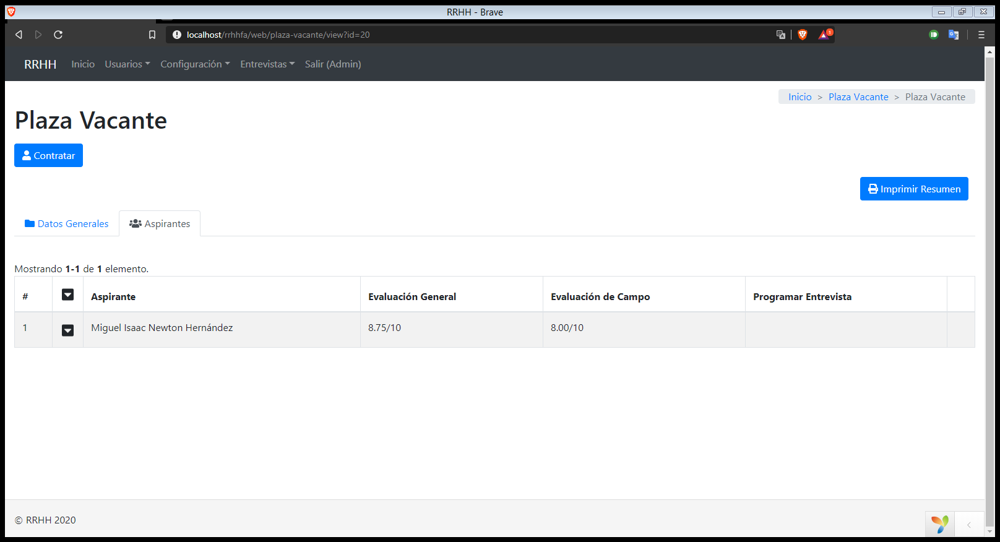 RRHH - Brave
localhost/rrhhfa/web/plaza-vacante/view?id=20
1
RRHH Inicio Usuarios Configuración Entrevistas Salir (Admin)
Inicio > Plaza Vacante > Plaza Vacante
Plaza Vacante
Contratar
Imprimir Resumen
Datos Generales Aspirantes
Mostrando 1-1 de 1 elemento.
# Aspirante Evaluación General Evaluación de Campo Programar Entrevista
1 Miguel Isaac Newton Hernández 8.75/10 8.00/10
© RRHH 2020